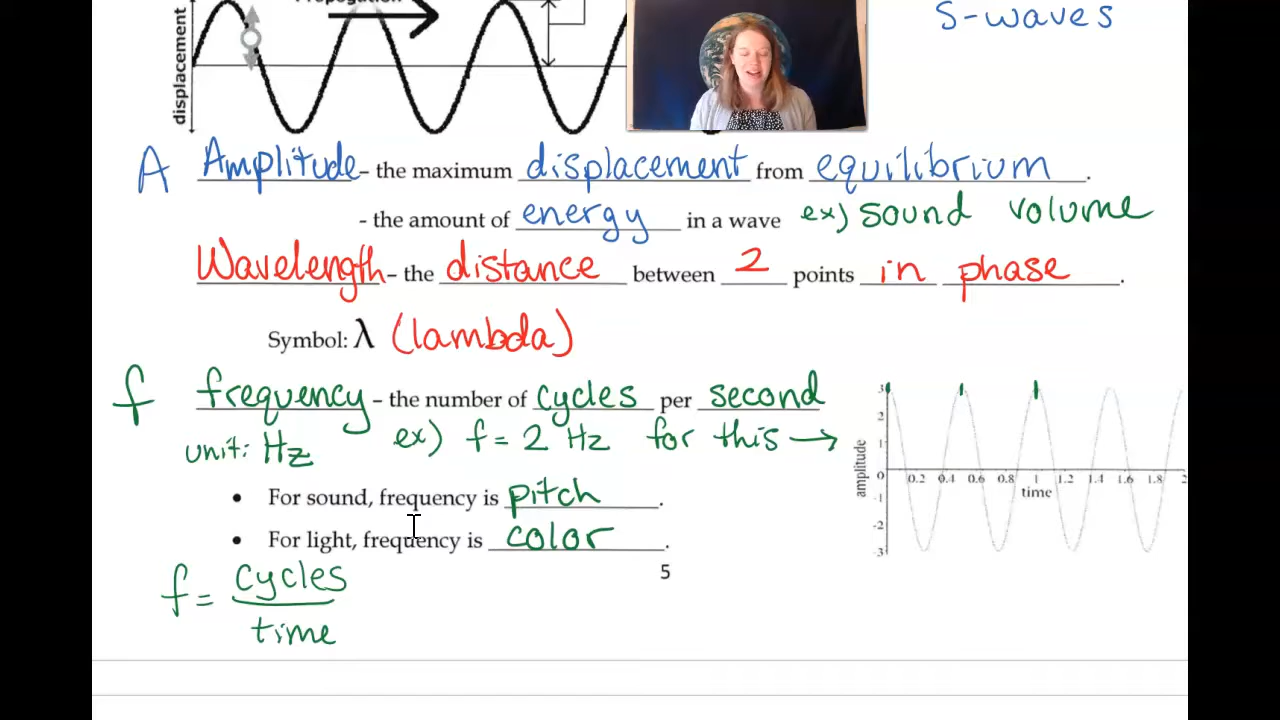 S-waves
displacement
A Amplitude - the maximum displacement from equilibrium.
- the amount of energy in a wave ex) sound volume
Wavelength - the distance between 2 points in phase.
Symbol: λ (lambda)
f frequency - the number of cycles per second
unit: Hz ex) f = 2 Hz for this →
• For sound, frequency is pitch.
• For light, frequency is color.
f = cycles
time
5
amplitude
3
2
1
0
-1
-2
-3
0.2 0.4 0.6 0.8 1 1.2 1.4 1.6 1.8 2
time